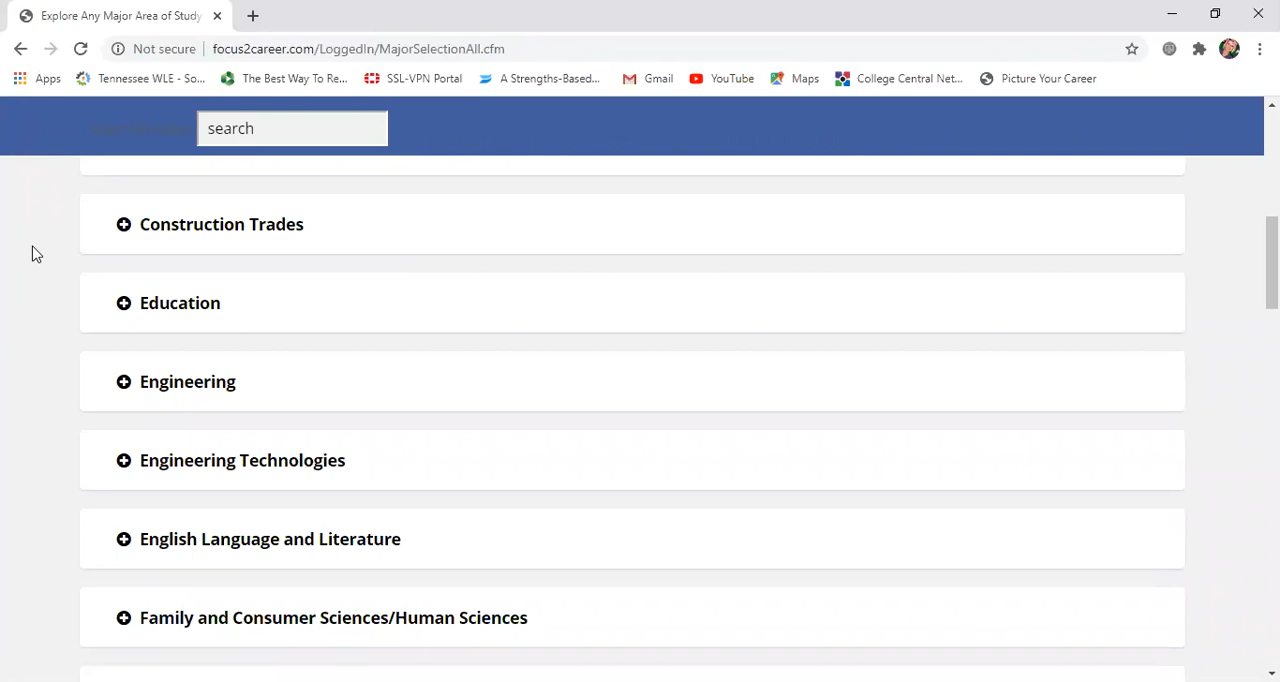 Explore Any Major Area of Study
Not secure focus2career.com/LoggedIn/MajorSelectionAll.cfm
Apps Tennessee WLE - So... The Best Way To Re... SSL-VPN Portal A Strengths-Based... Gmail YouTube Maps College Central Net... Picture Your Career
search
Construction Trades
Education
Engineering
Engineering Technologies
English Language and Literature
Family and Consumer Sciences/Human Sciences